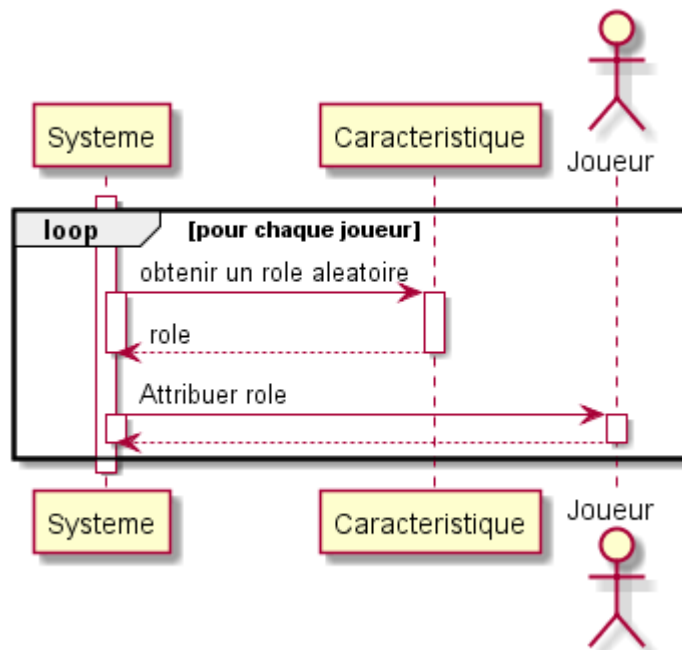 Systeme
Caracteristique
Joueur
loop
[pour chaque joueur]
obtenir un role aleatoire
role
Attribuer role
Systeme
Caracteristique
Joueur